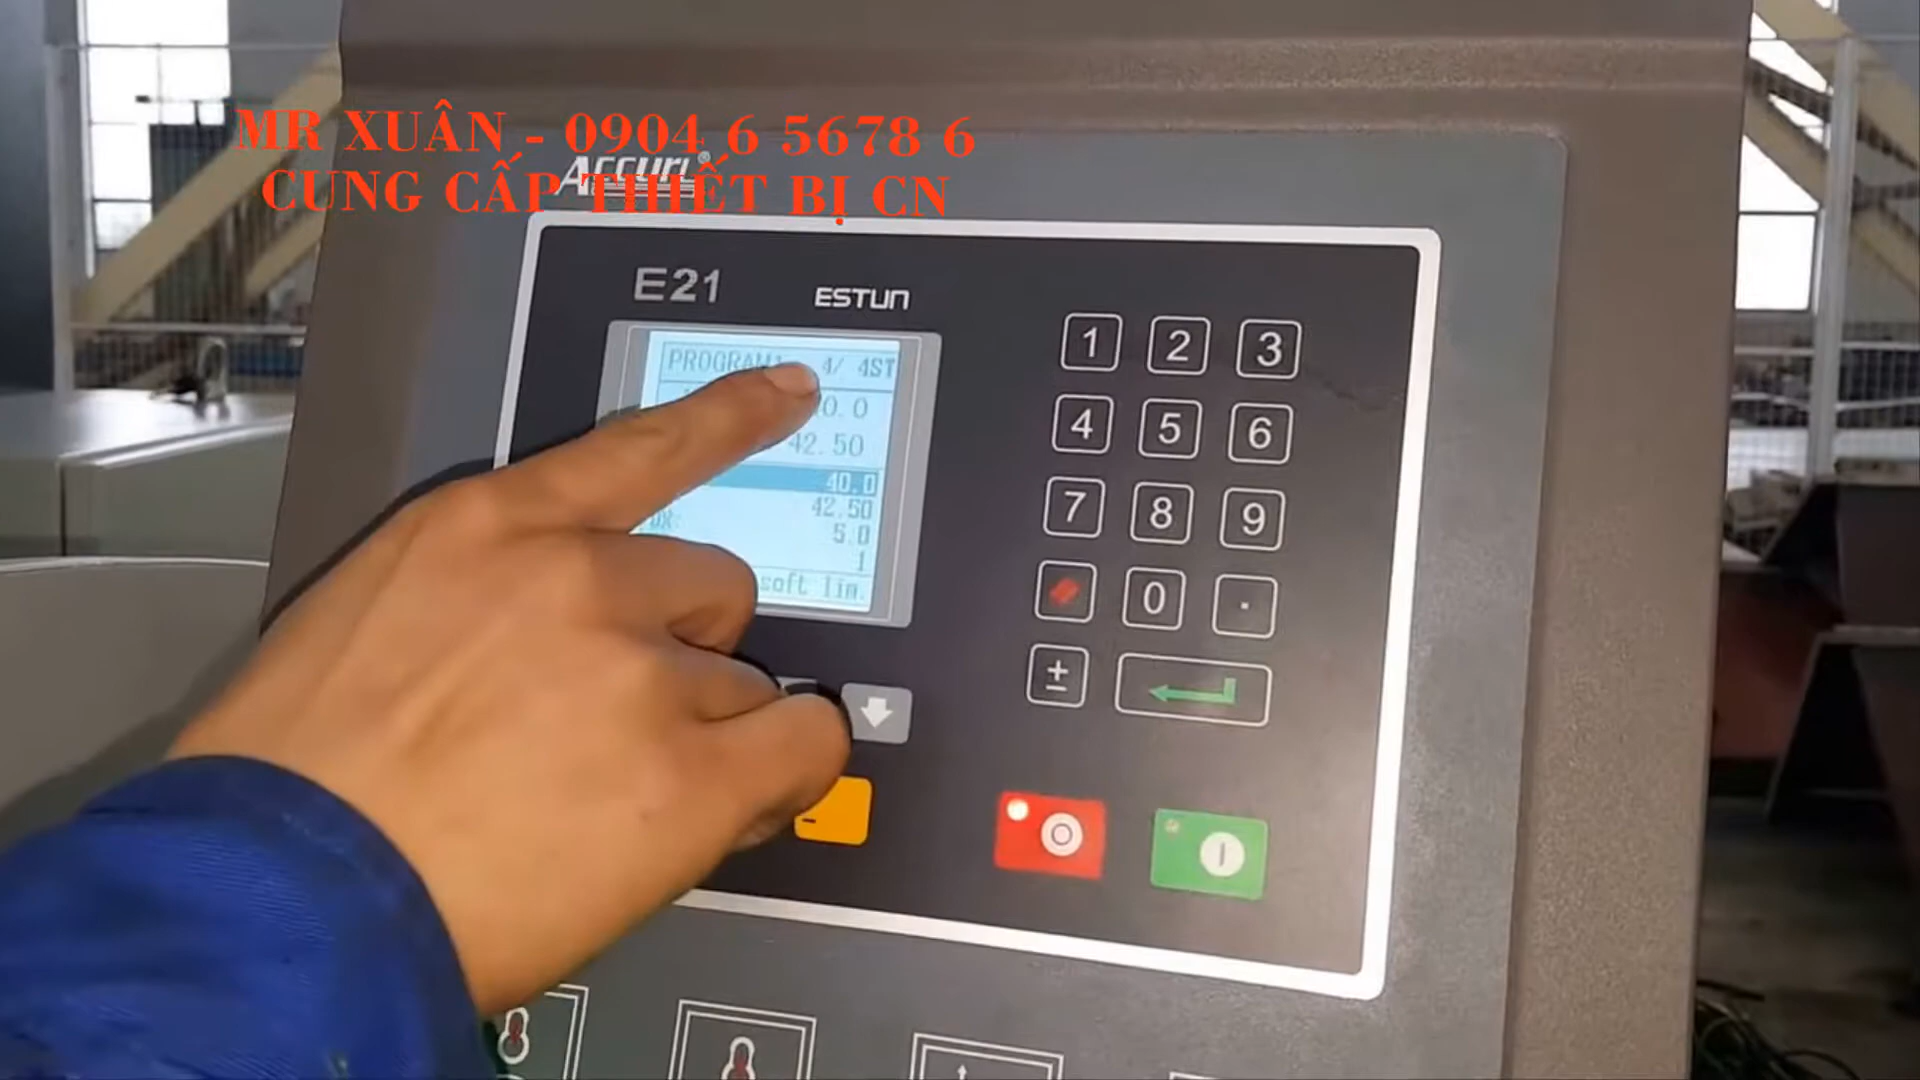 MR XUÂN - 0904 6 5678 6
ACCURL®
CUNG CẤP THIẾT BỊ CN
E21
ESTUN
PROGRAM 4/ 4ST
0.0
42.50
40.0
42.50
DX: 5.0
1
soft lim.
1 2 3
4 5 6
7 8 9
0 .
±
-